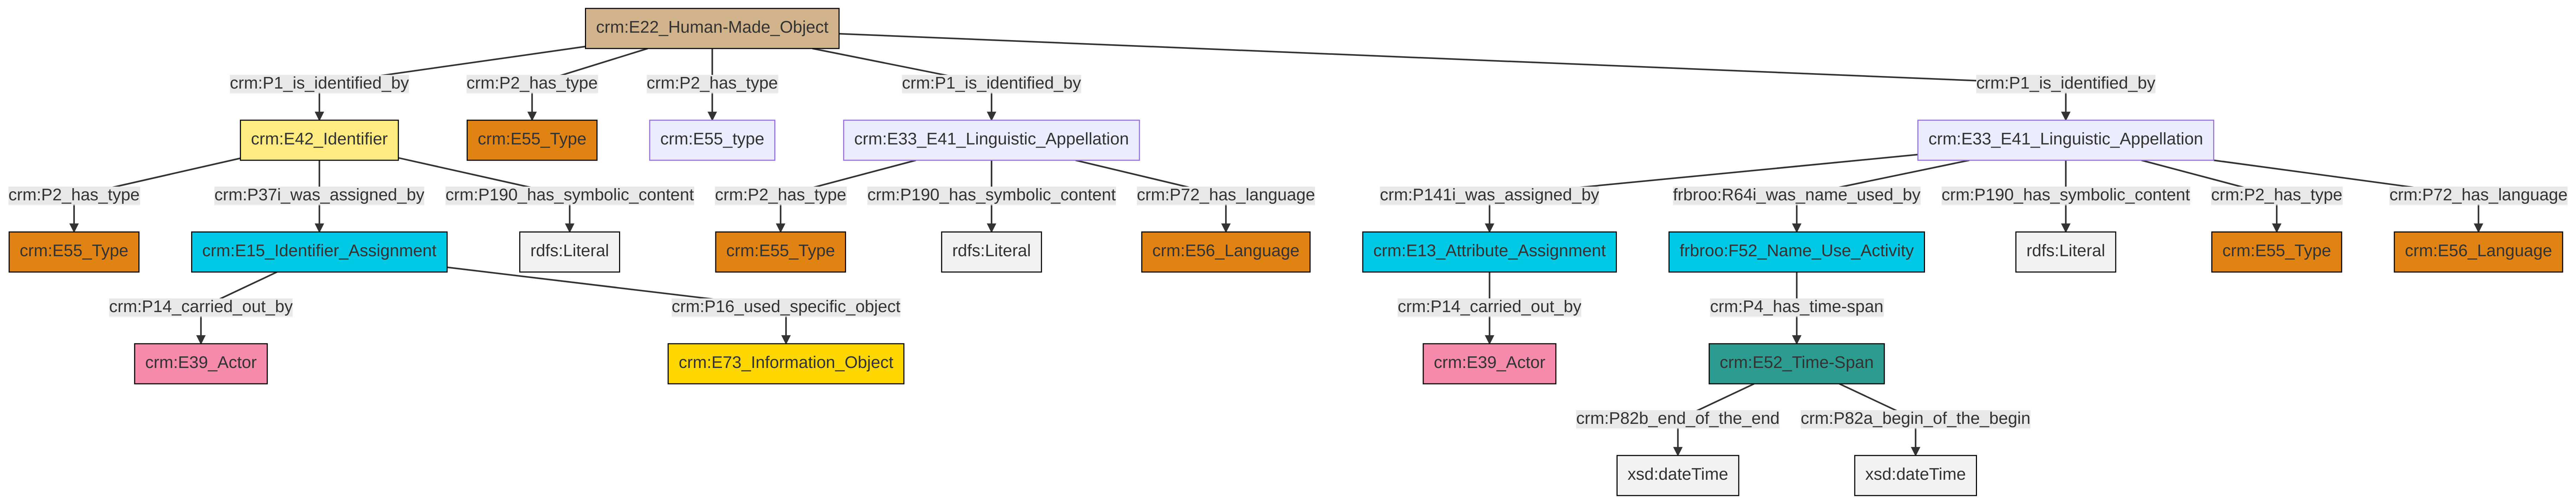 crm:E22_Human-Made_Object
crm:P1_is_identified_by
crm:P2_has_type
crm:P2_has_type
crm:P1_is_identified_by
crm:P1_is_identified_by
crm:E42_Identifier
crm:E55_Type
crm:E55_type
crm:E33_E41_Linguistic_Appellation
crm:E33_E41_Linguistic_Appellation
crm:P2_has_type
crm:P37i_was_assigned_by
crm:P190_has_symbolic_content
crm:P2_has_type
crm:P190_has_symbolic_content
crm:P72_has_language
crm:P141i_was_assigned_by
frbroo:R64i_was_name_used_by
crm:P190_has_symbolic_content
crm:P2_has_type
crm:P72_has_language
crm:E55_Type
crm:E15_Identifier_Assignment
rdfs:Literal
crm:E55_Type
rdfs:Literal
crm:E56_Language
crm:E13_Attribute_Assignment
frbroo:F52_Name_Use_Activity
rdfs:Literal
crm:E55_Type
crm:E56_Language
crm:P14_carried_out_by
crm:P16_used_specific_object
crm:P14_carried_out_by
crm:P4_has_time-span
crm:E39_Actor
crm:E73_Information_Object
crm:E39_Actor
crm:E52_Time-Span
crm:P82b_end_of_the_end
crm:P82a_begin_of_the_begin
xsd:dateTime
xsd:dateTime